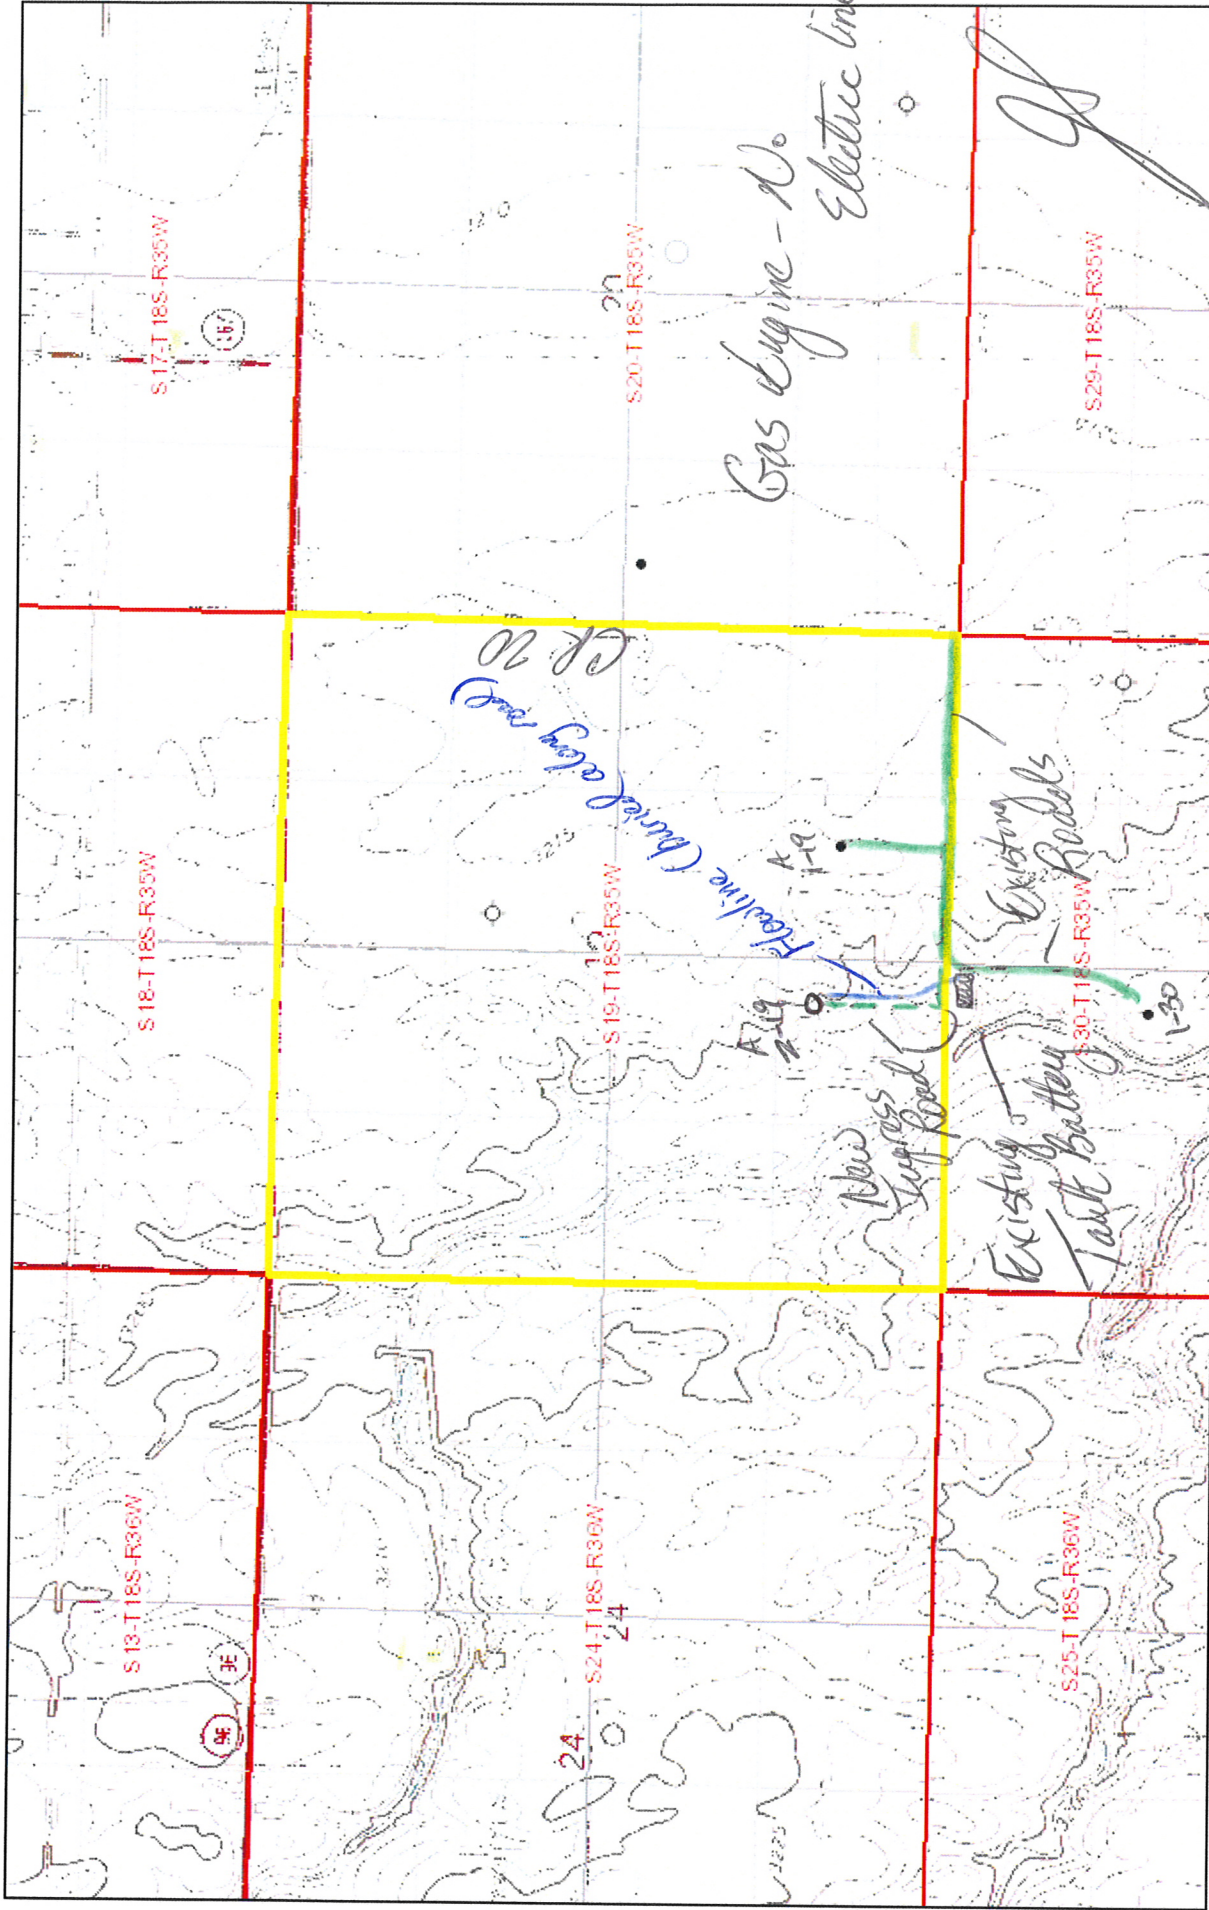 S17-T18S-R35W
S18-T18S-R35W
S13-T18S-R36W
36
S20-T18S-R35W
S19-T18S-R35W
S24-T18S-R36W
24
24
CR 20
Flowline (buried along road)
Gas Engine - No
Electric line
A
1-19
A
2-19
New
Ingress
Road
Existing
Roads
Existing
Tank Battery
1-30
S29-T18S-R35W
S30-T18S-R35W
S25-T18S-R36W